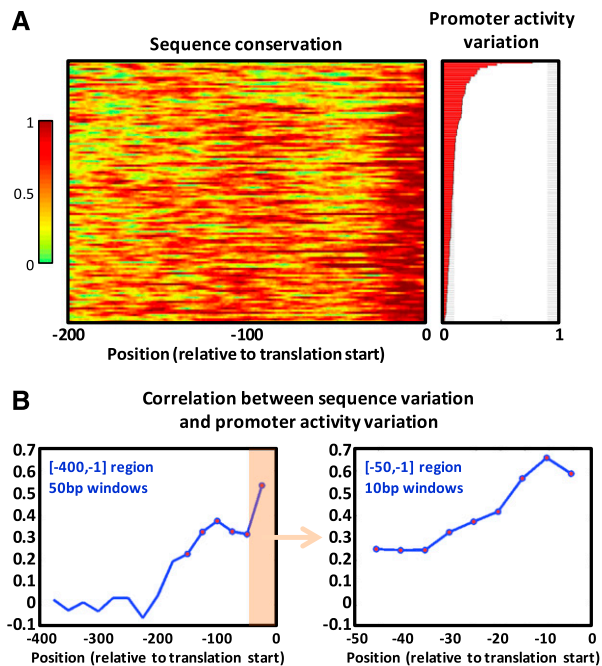 A
Sequence conservation
Promoter activity
variation
1
0.5
0
-200
-100
0
0
1
Position (relative to translation start)
B
Correlation between sequence variation
and promoter activity variation
0.7
0.6
0.5
0.4
0.3
0.2
0.1
0
-0.1
[-400,-1] region
50bp windows
-400
-300
-200
-100
0
Position (relative to translation start)
0.7
0.6
0.5
0.4
0.3
0.2
0.1
0
-0.1
[-50,-1] region
10bp windows
-50
-40
-30
-20
-10
0
Position (relative to translation start)